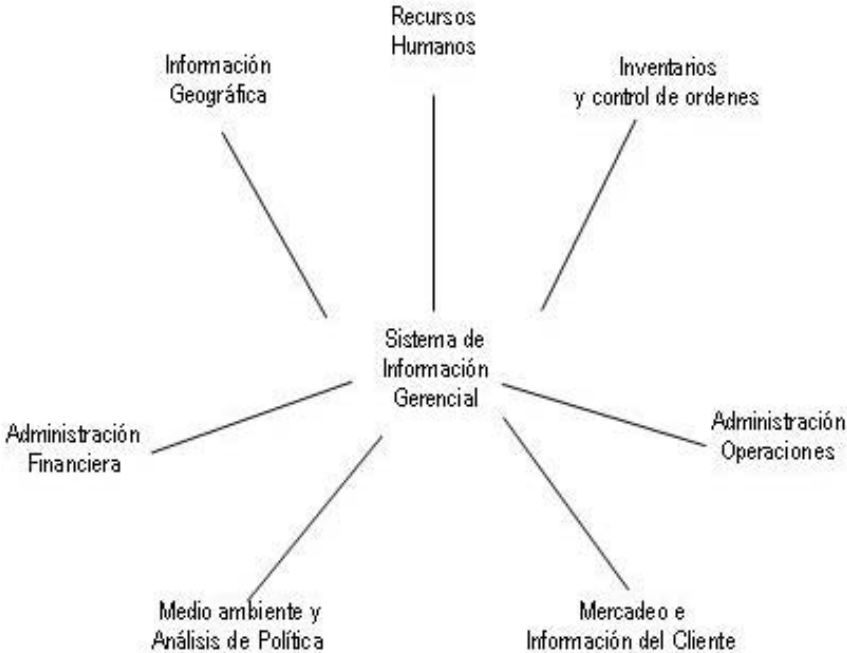 Recursos
Humanos
Información
Geográfica
Inventarios
y control de ordenes
Sistema de
Información
Gerencial
Administración
Financiera
Administración
Operaciones
Medio ambiente y
Análisis de Política
Mercadeo e
Información del Cliente